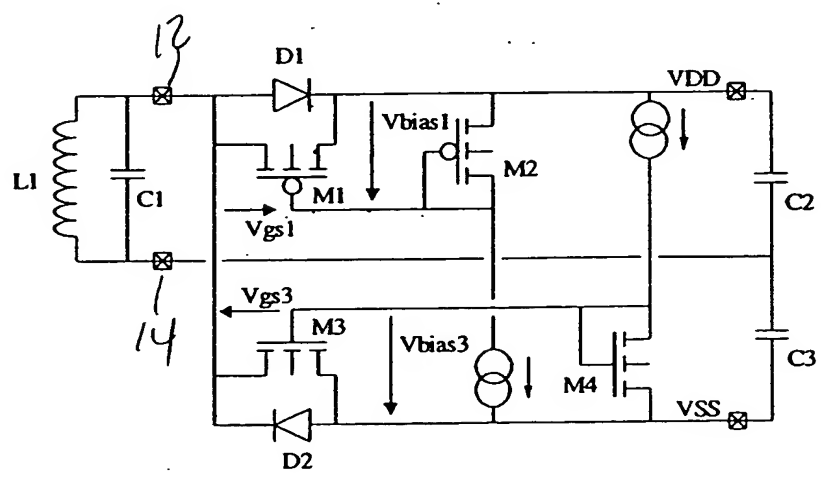 12
D1
VDD
Vbias1
M2
L1
C1
M1
C2
Vgs1
Vgs3
14
M3
Vbias3
M4
C3
VSS
D2